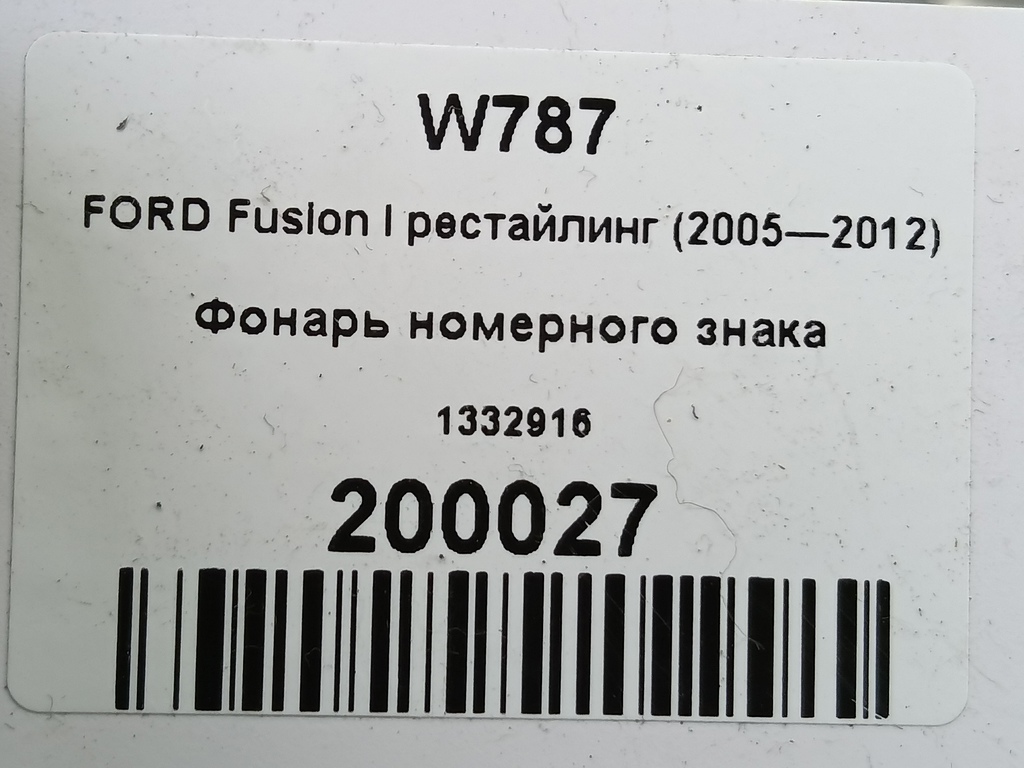 W787
FORD Fusion I рестайлинг (2005—2012)
Фонарь номерного знака
1332916
200027